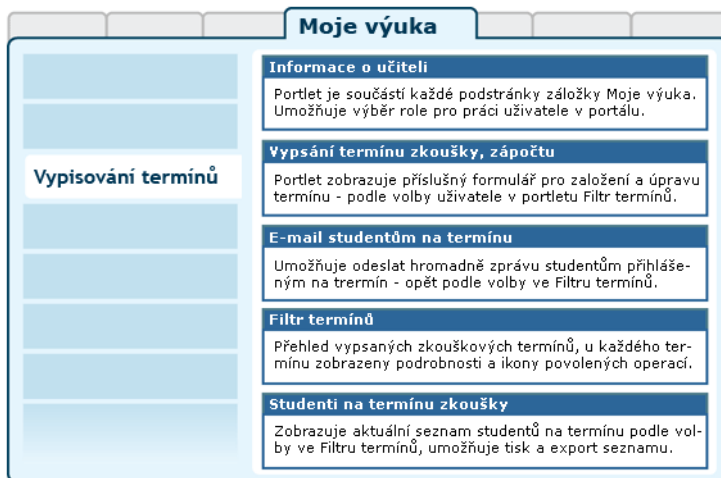 Moje výuka
Vypisování termínů
Informace o učiteli
Portlet je součástí každé podstránky záložky Moje výuka.
Umožňuje výběr role pro práci uživatele v portálu.
Vypsání termínu zkoušky, zápočtu
Portlet zobrazuje příslušný formulář pro založení a úpravu
termínu - podle volby uživatele v portletu Filtr termínů.
E-mail studentům na termínu
Umožňuje odeslat hromadně zprávu studentům přihláše-
ným na trermín - opět podle volby ve Filtru termínů.
Filtr termínů
Přehled vypsaných zkouškových termínů, u každého ter-
mínu zobrazeny podrobnosti a ikony povolených operací.
Studenti na termínu zkoušky
Zobrazuje aktuální seznam studentů na termínu podle vol-
by ve Filtru termínů, umožňuje tisk a export seznamu.